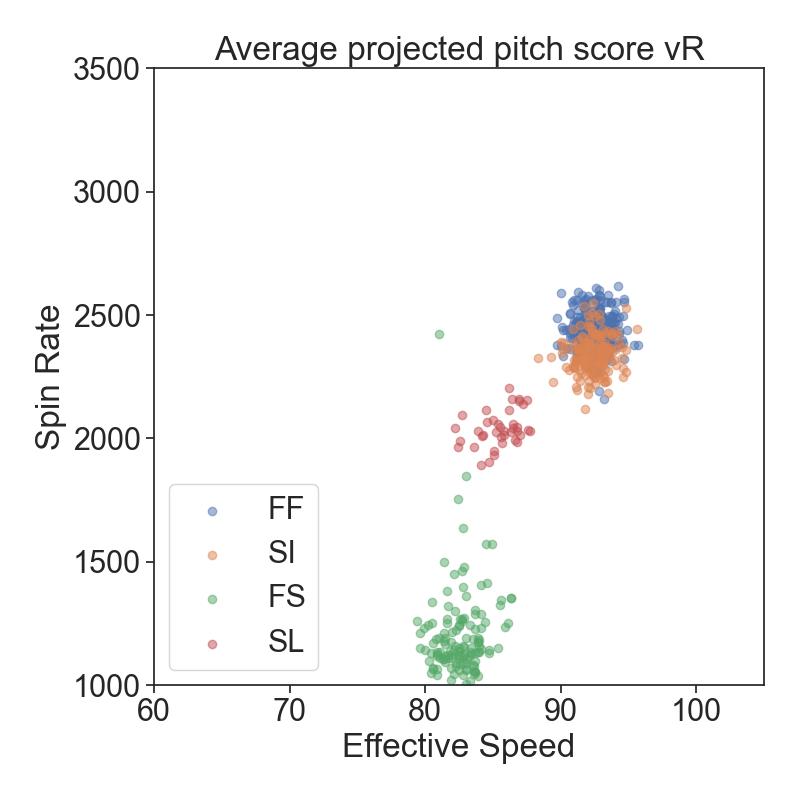 Average projected pitch score vR
3500
3000
2500
2000
1500
1000
Spin Rate
FF
SI
FS
SL
60 70 80 90 100
Effective Speed